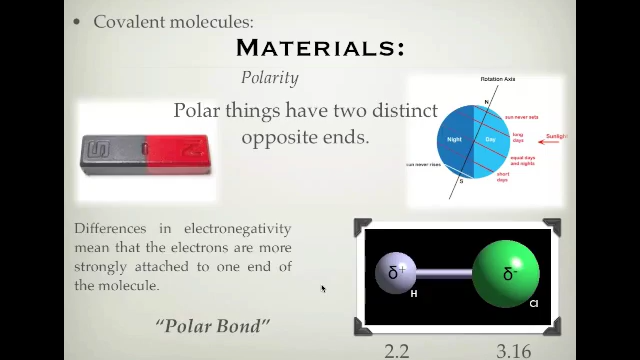 • Covalent molecules:
MATERIALS:
Polarity
Polar things have two distinct
opposite ends.
S
N
Rotation Axis
N
sun never sets
long
days
Night
Day
Sunlight
equal days
and nights
sun never rises
short
days
S
Differences in electronegativity
mean that the electrons are more
strongly attached to one end of
the molecule.
"Polar Bond"
δ+
δ-
H
Cl
2.2
3.16